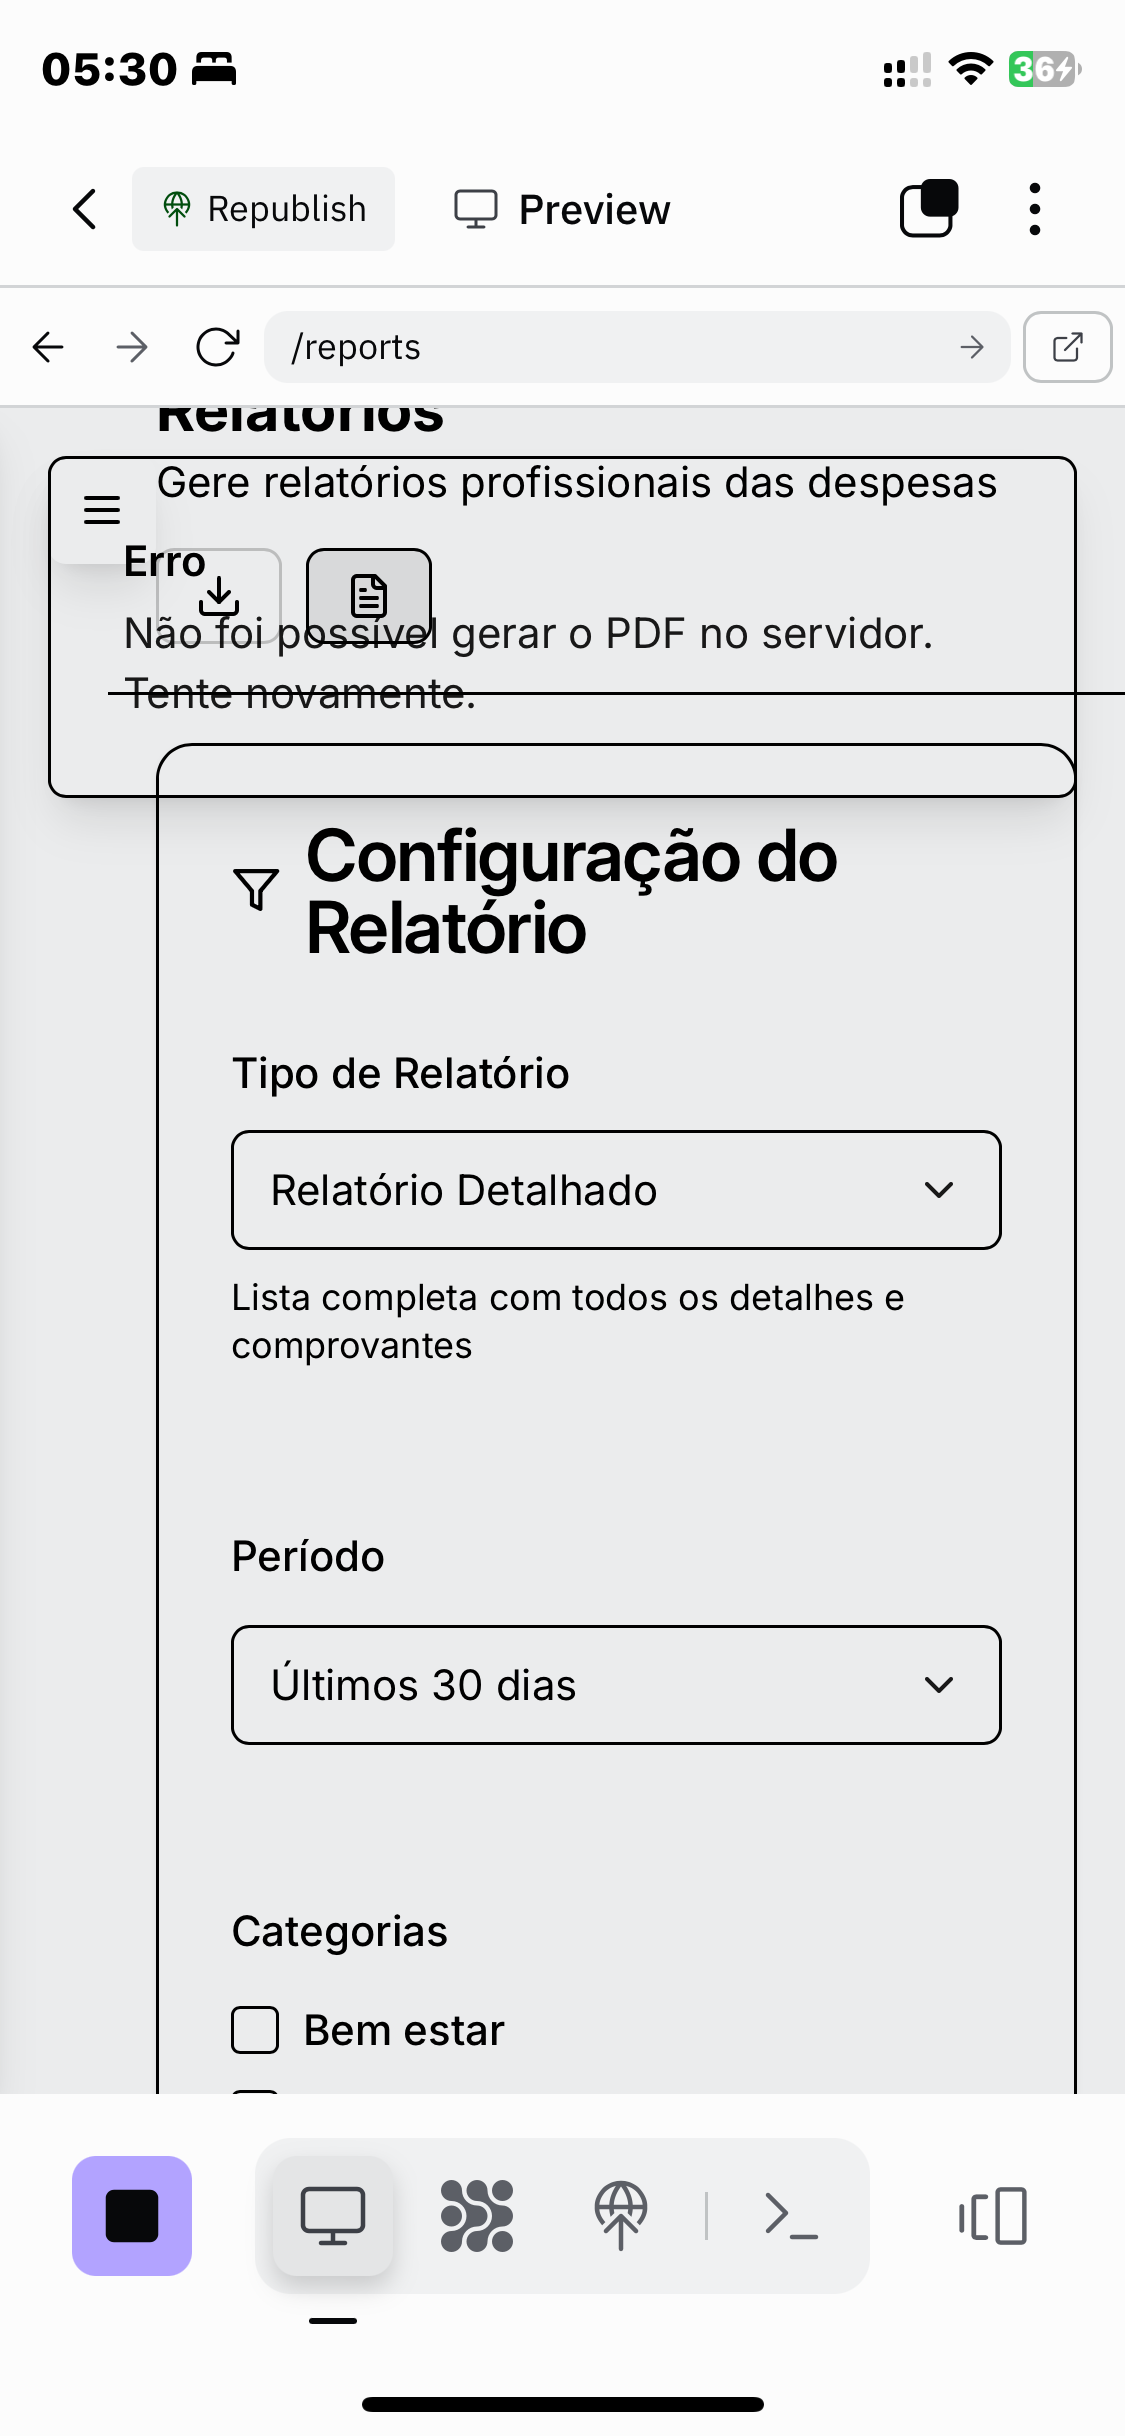 05:30
36
Republish
Preview
/reports
Relatórios
Gere relatórios profissionais das despesas
Erro
Não foi possível gerar o PDF no servidor.
Tente novamente.
Configuração do
Relatório
Tipo de Relatório
Relatório Detalhado
Lista completa com todos os detalhes e
comprovantes
Período
Últimos 30 dias
Categorias
Bem estar